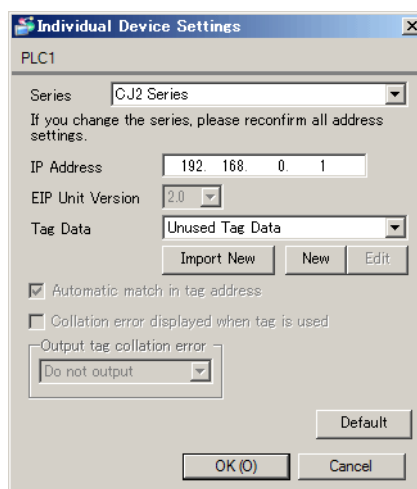 Individual Device Settings
PLC1
Series CJ2 Series
If you change the series, please reconfirm all address
settings.
IP Address 192. 168. 0. 1
EIP Unit Version 2.0
Tag Data Unused Tag Data
Import New New Edit
Automatic match in tag address
Collation error displayed when tag is used
Output tag collation error
Do not output
Default
OK(O) Cancel